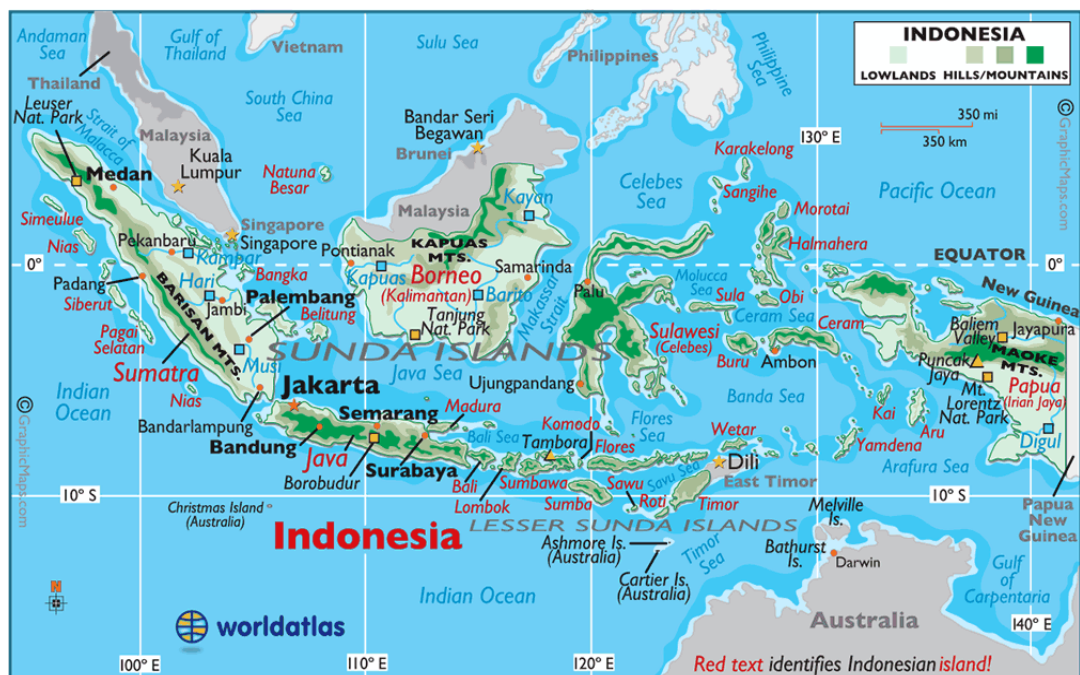 Andaman
Sea
Gulf of
Thailand
Vietnam
Sulu Sea
Philippines
Philippine
Sea
INDONESIA
LOWLANDS HILLS/MOUNTAINS
350 mi
350 km
© GraphicMaps.com
Thailand
Leuser
Nat. Park
Strait of
Malacca
South China
Sea
Malaysia
Kuala
Lumpur
Natuna
Besar
Bandar Seri
Begawan
Brunei
Malaysia
Celebes
Sea
Karakelong
Sangihe
130° E
Pacific Ocean
Morotai
Halmahera
Medan
Simeulue
Nias
Pekanbaru
Kampar
Singapore
Singapore
Pontianak
Kapuas
KAPUAS
MTS.
Kayan
Borneo
(Kalimantan)
Samarinda
Barito
Makassar
Strait
Palu
Molucca
Sea
EQUATOR
0°
0°
New Guinea
Padang
Siberut
Hari
Bangka
Jambi
Palembang
Belitung
BARISAN MTS.
Pagai
Selatan
Sumatra
Musi
Nias
Tanjung
Nat. Park
SUNDA ISLANDS
Java Sea
Sula
Obi
Ceram Sea
Sulawesi
(Celebes)
Buru
Ambon
Ceram
Baliem
Valley
Jayapura
MAOKE
MTS.
Puncak
Jaya
Mt.
Lorentz
Nat. Park
Papua
(Irian Jaya)
Digul
Indian
Ocean
© GraphicMaps.com
Bandarlampung
Jakarta
Bandung
Semarang
Java
Borobudur
Surabaya
Madura
Ujungpandang
Bali Sea
Komodo
Tambora
Flores
Flores
Sea
Banda Sea
Wetar
Kai
Aru
Yamdena
Arafura Sea
Bali
Lombok
Sumbawa
Sumba
Sawu
Roti
Savu Sea
Dili
East Timor
Timor
10° S
10° S
Christmas Island
(Australia)
Indonesia
LESSER SUNDA ISLANDS
Ashmore Is.
(Australia)
Cartier Is.
(Australia)
Timor
Sea
Melville
Is.
Bathurst
Is.
Darwin
Papua
New
Guinea
Gulf
of
Carpentaria
N
worldatlas
Indian Ocean
Australia
100° E
110° E
120° E
140° E
Red text identifies Indonesian island!